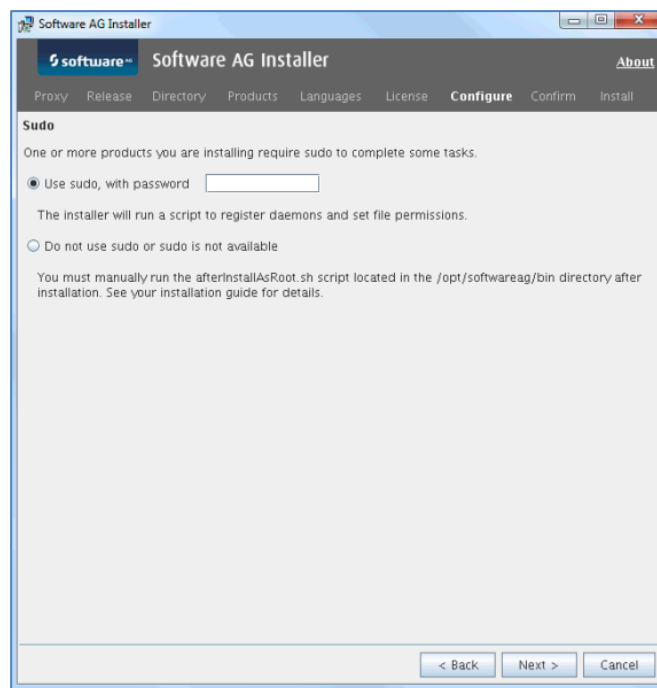 Software AG Installer
software AG Software AG Installer About
Proxy Release Directory Products Languages License Configure Confirm Install
Sudo
One or more products you are installing require sudo to complete some tasks.
Use sudo, with password
The installer will run a script to register daemons and set file permissions.
Do not use sudo or sudo is not available
You must manually run the afterInstallAsRoot.sh script located in the /opt/softwareag/bin directory after
installation. See your installation guide for details.
< Back Next > Cancel